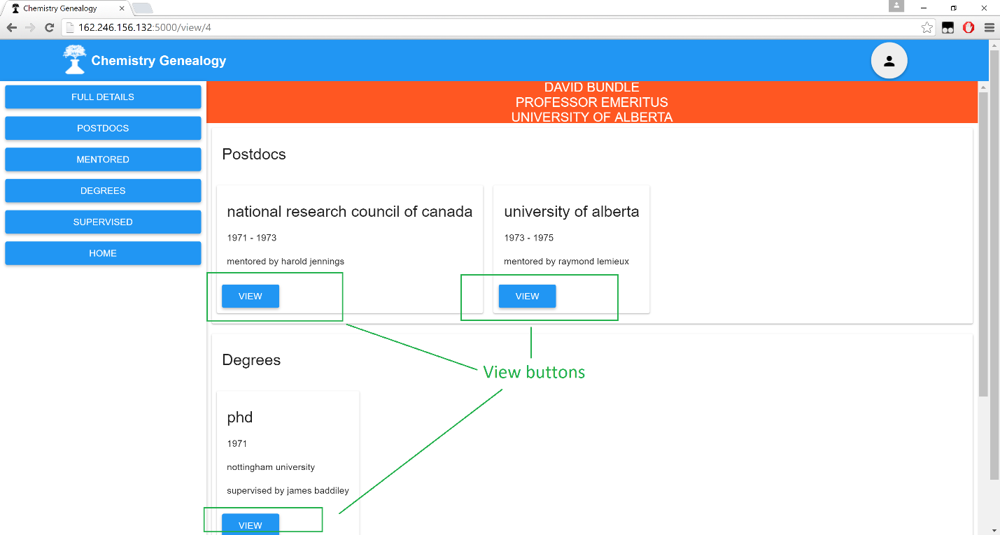 Chemistry Genealogy
162.246.156.132:5000/view/4
Chemistry Genealogy
FULL DETAILS
POSTDOCS
MENTORED
DEGREES
SUPERVISED
HOME
DAVID BUNDLE
PROFESSOR EMERITUS
UNIVERSITY OF ALBERTA
Postdocs
national research council of canada
1971 - 1973
mentored by harold jennings
VIEW
university of alberta
1973 - 1975
mentored by raymond lemieux
VIEW
View buttons
Degrees
phd
1971
nottingham university
supervised by james baddiley
VIEW